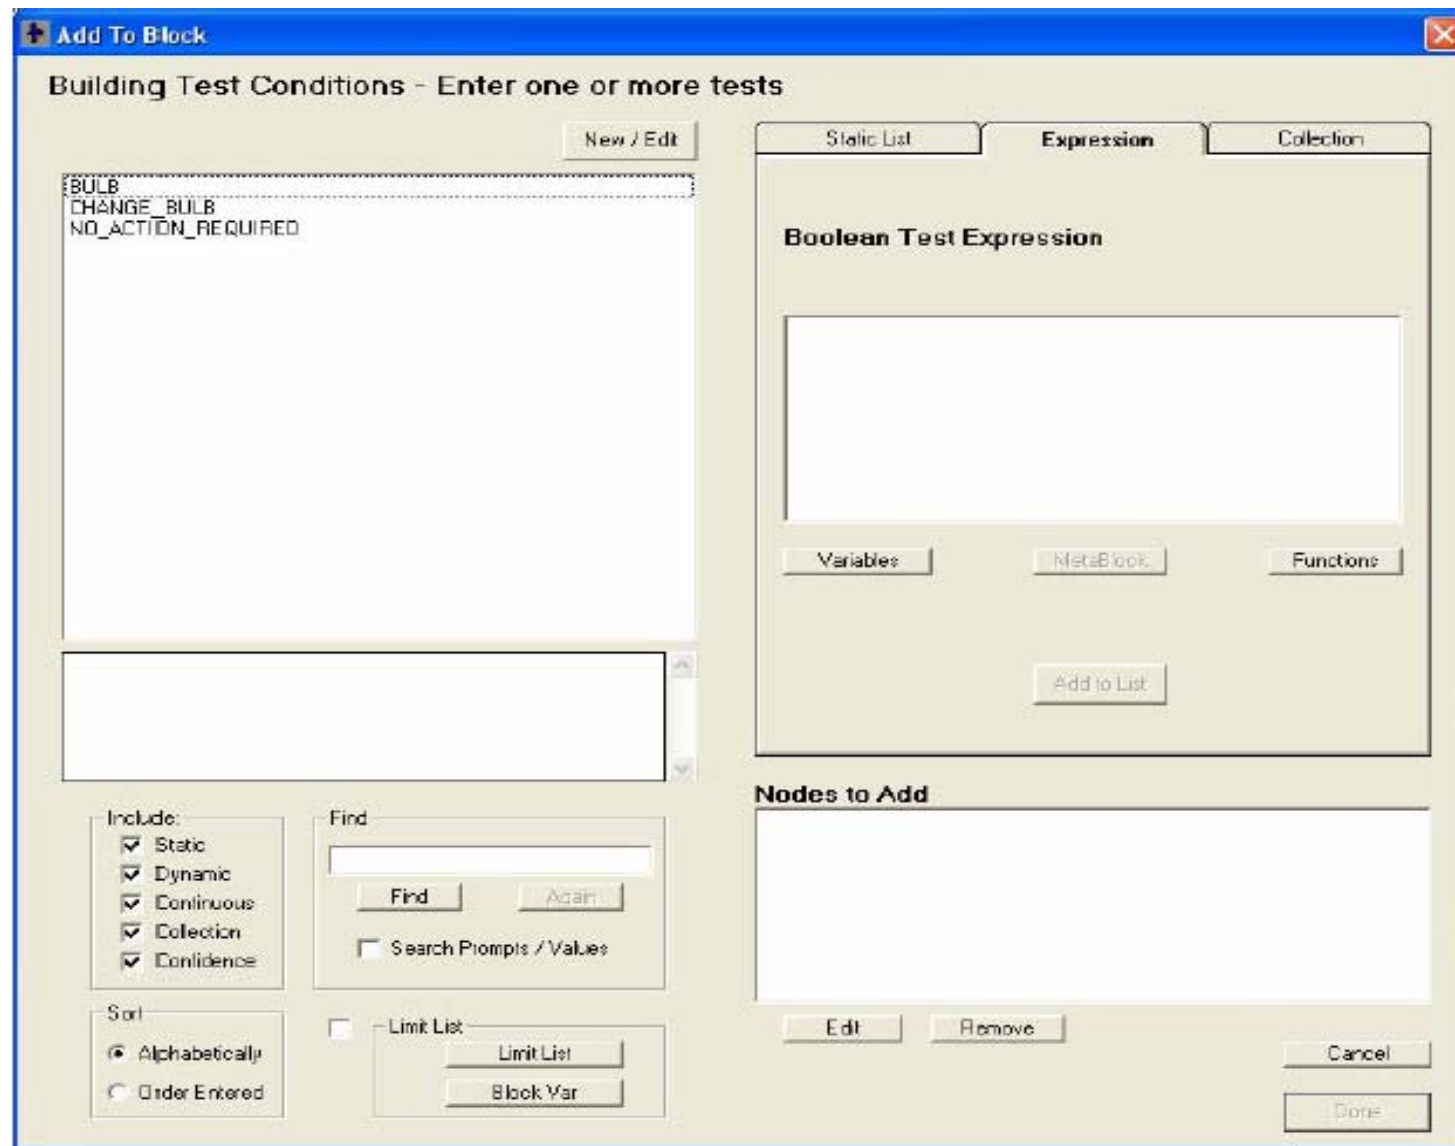 Add To Block
Building Test Conditions - Enter one or more tests
New / Edit
BULB
CHANGE_BULB
NO_ACTION_REQUIRED
Static List
Expression
Collection
Boolean Test Expression
Variables
MetaBlock
Functions
Add to List
Include:
Static
Dynamic
Continuous
Collection
Confidence
Find
Find
Again
Search Prompts / Values
Sort
Alphabetically
Order Entered
Limit List
Limit List
Block Var
Nodes to Add
Edit
Remove
Cancel
Done